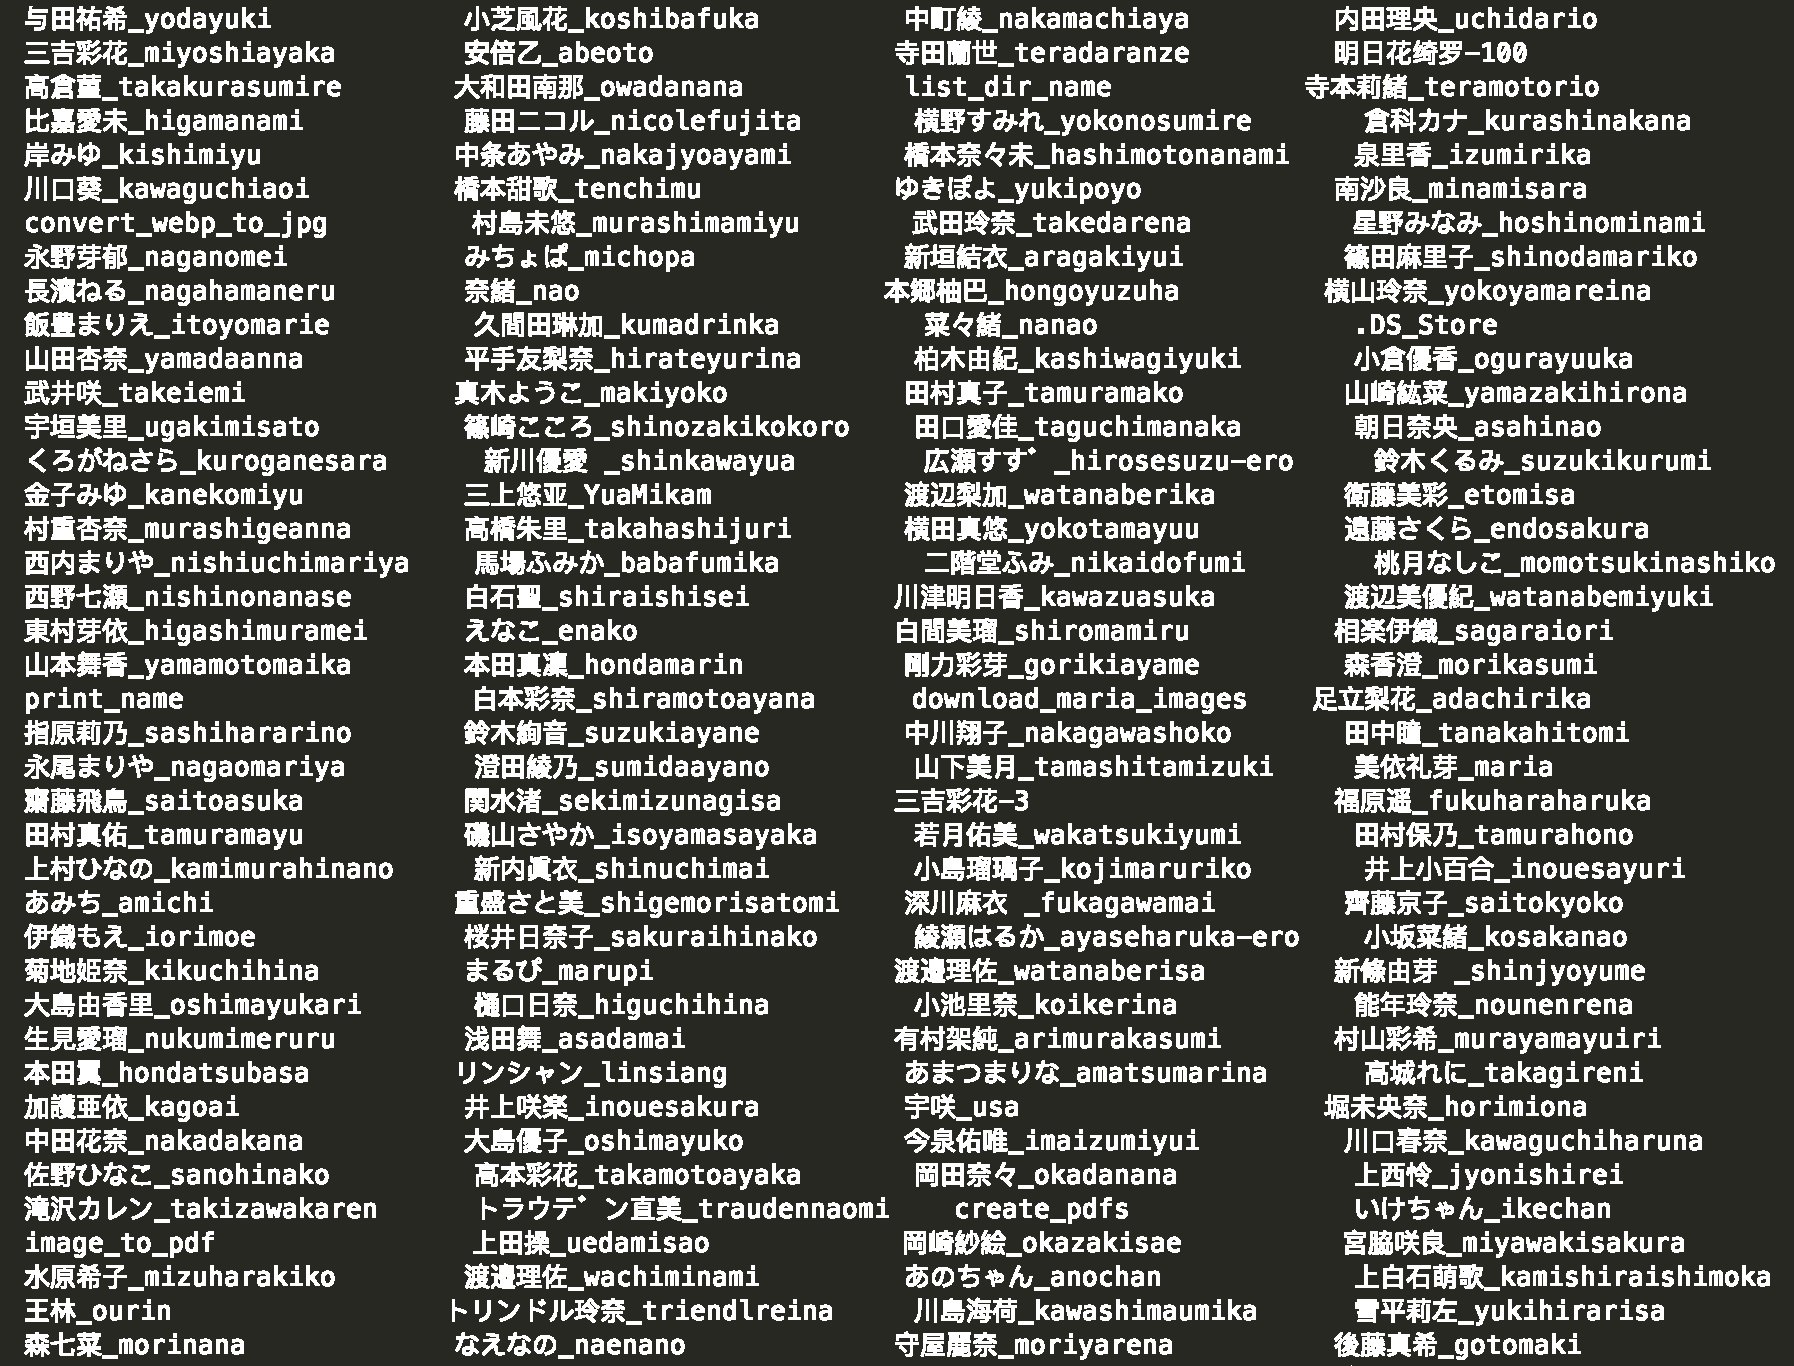 与田祐希_yodayuki 小芝風花_koshibafuka 中町綾_nakamachiaya 内田理央_uchidario
三吉彩花_miyoshiayaka 安倍乙_abeoto 寺田蘭世_teradaranze 明日花绮罗-100
高倉菫_takakurasumire 大和田南那_owadanana list_dir_name 寺本莉緒_teramotorio
比嘉愛未_higamanami 藤田ニコル_nicolefujita 横野すみれ_yokonosumire 倉科カナ_kurashinakana
岸みゆ_kishimiyu 中条あやみ_nakajyoayami 橋本奈々未_hashimotonanami 泉里香_izumirika
川口葵_kawaguchiaoi 橋本甜歌_tenchimu ゆきぽよ_yukipoyo 南沙良_minamisara
convert_webp_to_jpg 村島未悠_murashimamiyu 武田玲奈_takedarena 星野みなみ_hoshinominami
永野芽郁_naganomei みちょぱ_michopa 新垣結衣_aragakiyui 篠田麻里子_shinodamariko
長濱ねる_nagahamaneru 奈緒_nao 本郷柚巴_hongoyuzuha 横山玲奈_yokoyamareina
飯豊まりえ_itoyomarie 久間田琳加_kumadrinka 菜々緒_nanao .DS_Store
山田杏奈_yamadaanna 平手友梨奈_hirateyurina 柏木由紀_kashiwagiyuki 小倉優香_ogurayuuka
武井咲_takeiemi 真木ようこ_makiyoko 田村真子_tamuramako 山崎紘菜_yamazakihirona
宇垣美里_ugakimisato 篠崎こころ_shinozakikokoro 田口愛佳_taguchimanaka 朝日奈央_asahinao
くろがねさら_kuroganesara 新川優愛 _shinkawayua 広瀬すず_hirosesuzu-ero 鈴木くるみ_suzukikurumi
金子みゆ_kanekomiyu 三上悠亚_YuaMikam 渡辺梨加_watanaberika 衛藤美彩_etomisa
村重杏奈_murashigeanna 高橋朱里_takahashijuri 横田真悠_yokotamayuu 遠藤さくら_endosakura
西内まりや_nishiuchimariya 馬場ふみか_babafumika 二階堂ふみ_nikaidofumi 桃月なしこ_momotsukinashiko
西野七瀬_nishinonanase 白石聖_shiraishisei 川津明日香_kawazuasuka 渡辺美優紀_watanabemiyuki
東村芽依_higashimuramei えなこ_enako 白間美瑠_shiromamiru 相楽伊織_sagaraiori
山本舞香_yamamotomaika 本田真凜_hondamarin 剛力彩芽_gorikiayame 森香澄_morikasumi
print_name 白本彩奈_shiramotoayana download_maria_images 足立梨花_adachirika
指原莉乃_sashihararino 鈴木絢音_suzukiayane 中川翔子_nakagawashoko 田中瞳_tanakahitomi
永尾まりや_nagaomariya 澄田綾乃_sumidaayano 山下美月_tamashitamizuki 美依礼芽_maria
齋藤飛鳥_saitoasuka 関水渚_sekimizunagisa 三吉彩花-3 福原遥_fukuharaharuka
田村真佑_tamuramayu 磯山さやか_isoyamasayaka 若月佑美_wakatsukiyumi 田村保乃_tamurahono
上村ひなの_kamimurahinano 新内眞衣_shinuchimai 小島瑠璃子_kojimaruriko 井上小百合_inouesayuri
あみち_amichi 重盛さと美_shigemorisatomi 深川麻衣 _fukagawamai 齊藤京子_saitokyoko
伊織もえ_iorimoe 桜井日奈子_sakuraihinako 綾瀬はるか_ayaseharuka-ero 小坂菜緒_kosakanao
菊地姫奈_kikuchihina まるぴ_marupi 渡邉理佐_watanaberisa 新條由芽 _shinjyoyume
大島由香里_oshimayukari 樋口日奈_higuchihina 小池里奈_koikerina 能年玲奈_nounenrena
生見愛瑠_nukumimeruru 浅田舞_asadamai 有村架純_arimurakasumi 村山彩希_murayamayuiri
本田翼_hondatsubasa リンシャン_linsiang あまつまりな_amatsumarina 高城れに_takagireni
加護亜依_kagoai 井上咲楽_inouesakura 宇咲_usa 堀未央奈_horimiona
中田花奈_nakadakana 大島優子_oshimayuko 今泉佑唯_imaizumiyui 川口春奈_kawaguchiharuna
佐野ひなこ_sanohinako 高本彩花_takamotoayaka 岡田奈々_okadanana 上西怜_jyonishirei
滝沢カレン_takizawakaren トラウデン直美_traudennaomi create_pdfs いけちゃん_ikechan
image_to_pdf 上田操_uedamisao 岡崎紗絵_okazakisae 宮脇咲良_miyawakisakura
水原希子_mizuharakiko 渡邉理佐_wachiminami あのちゃん_anochan 上白石萌歌_kamishiraishimoka
王林_ourin トリンドル玲奈_triendlreina 川島海荷_kawashimaumika 雪平莉左_yukihirarisa
森七菜_morinana なえなの_naenano 守屋麗奈_moriyarena 後藤真希_gotomaki